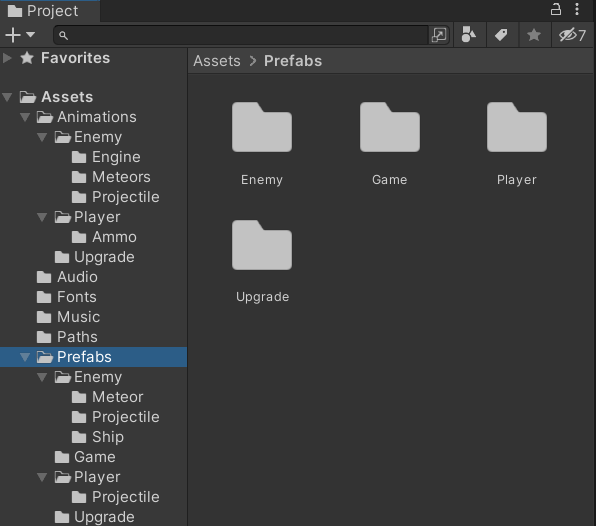 Project
7
Favorites
Assets
Animations
Enemy
Engine
Meteors
Projectile
Player
Ammo
Upgrade
Audio
Fonts
Music
Paths
Prefabs
Enemy
Meteor
Projectile
Ship
Game
Player
Projectile
Upgrade
Assets > Prefabs
Enemy Game Player
Upgrade